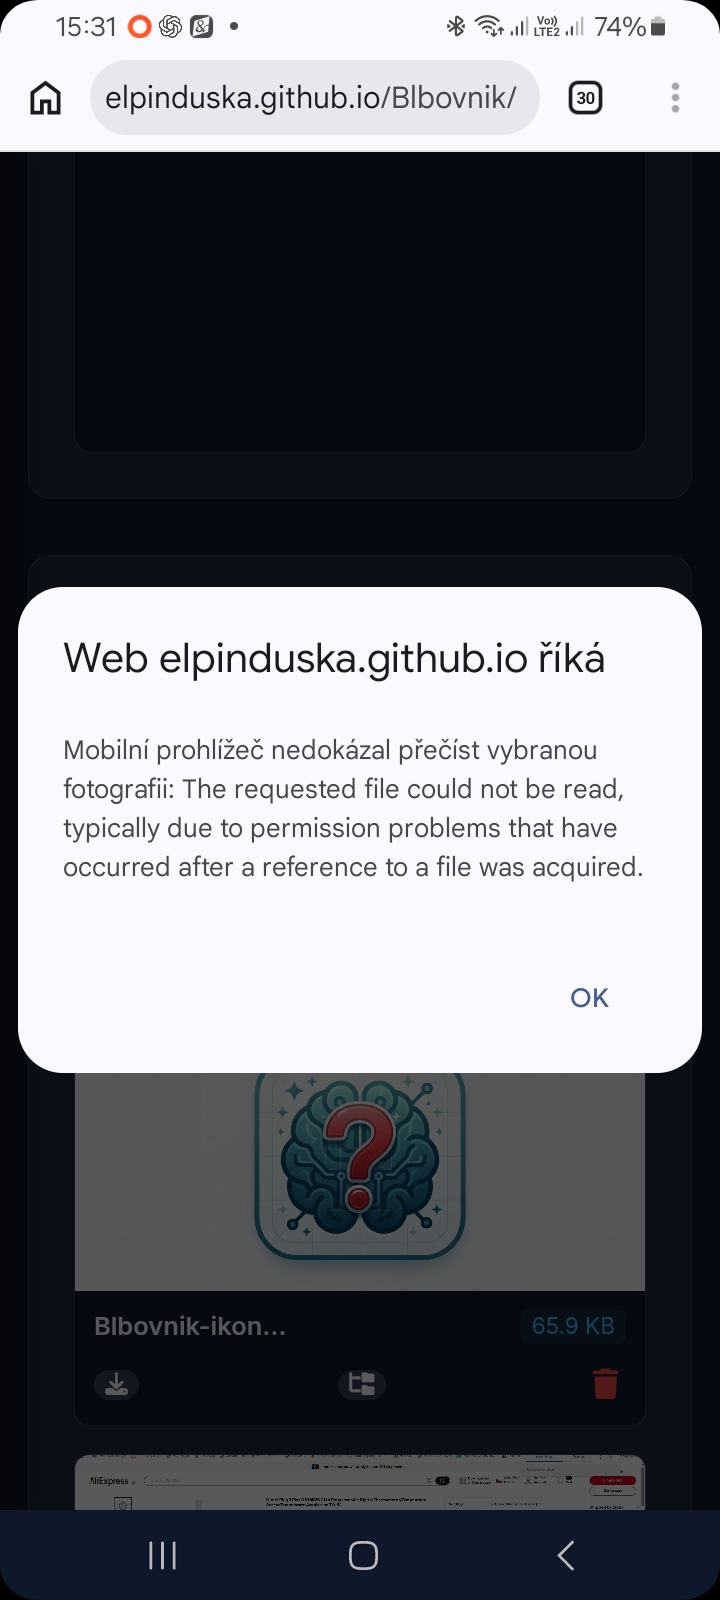 15:31
Vo))
LTE2
74%
elpinduska.github.io/Blbovnik/
30
Web elpinduska.github.io říká
Mobilní prohlížeč nedokázal přečíst vybranou
fotografii: The requested file could not be read,
typically due to permission problems that have
occurred after a reference to a file was acquired.
OK
?
Blbovnik-ikon...
65.9 KB
AliExpress